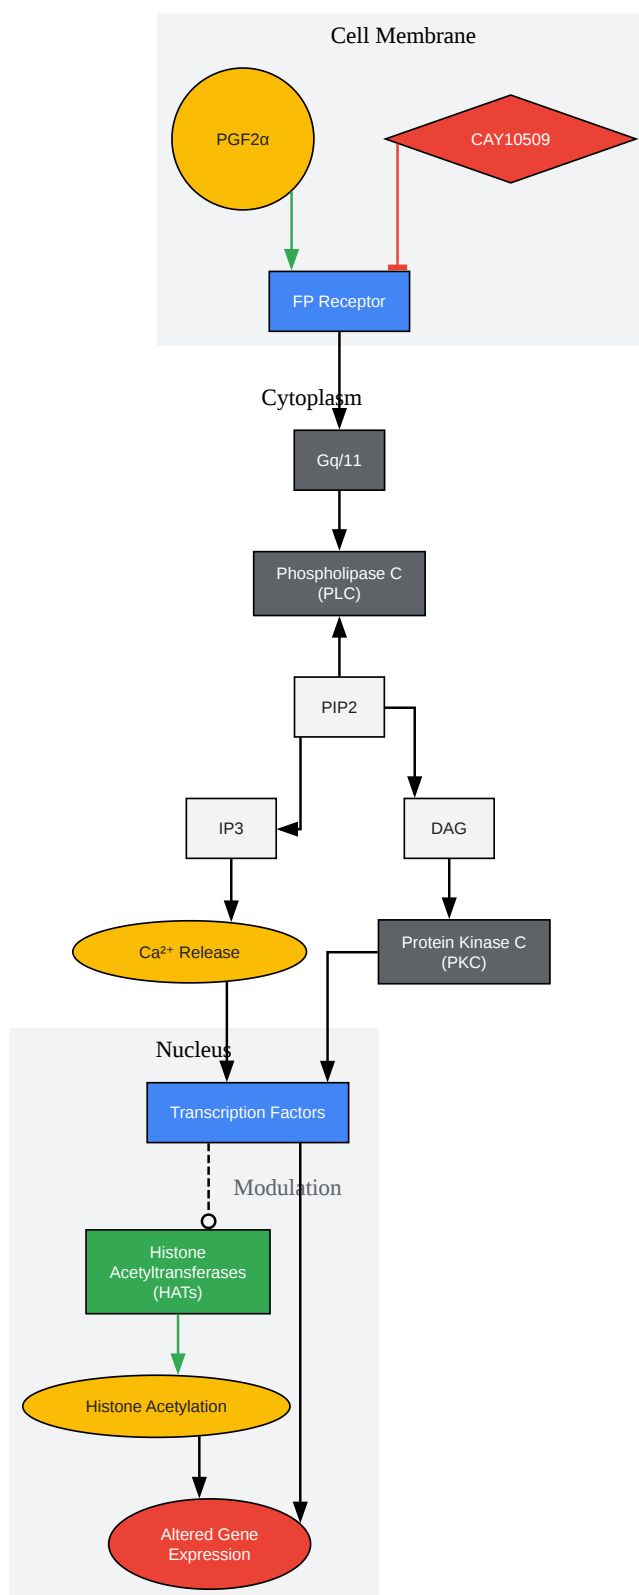 Cell Membrane
PGF2α
CAY10509
FP Receptor
Cytoplasm
Gq/11
Phospholipase C
(PLC)
PIP2
IP3
DAG
Ca²⁺ Release
Protein Kinase C
(PKC)
Nucleus
Transcription Factors
Modulation
Histone
Acetyltransferases
(HATs)
Histone Acetylation
Altered Gene
Expression